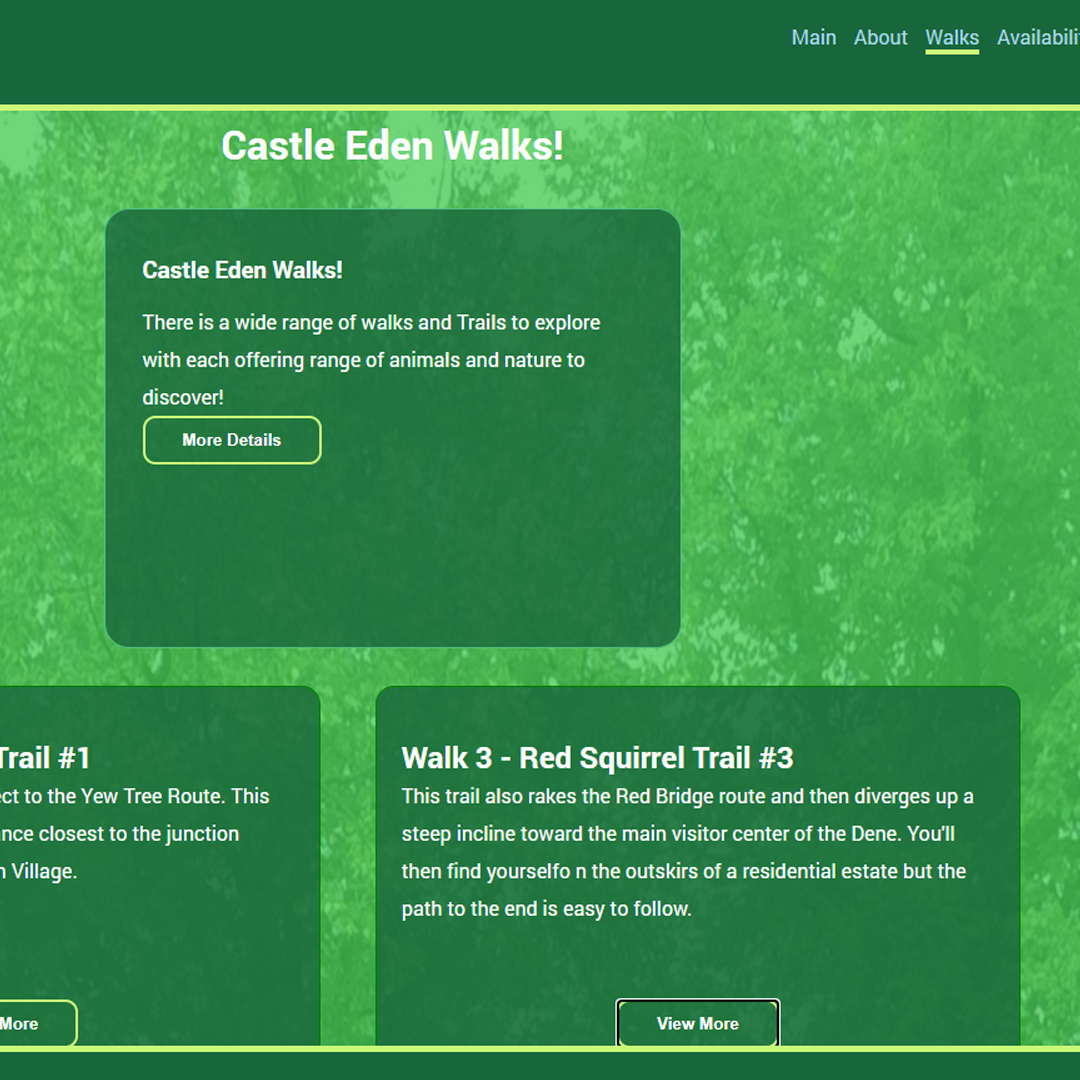 Main About Walks Availabili
Castle Eden Walks!
Castle Eden Walks!
There is a wide range of walks and Trails to explore
with each offering range of animals and nature to
discover!
More Details
Trail #1
ect to the Yew Tree Route. This
nce closest to the junction
n Village.
More
Walk 3 - Red Squirrel Trail #3
This trail also rakes the Red Bridge route and then diverges up a
steep incline toward the main visitor center of the Dene. You'll
then find yourselfo n the outskirs of a residential estate but the
path to the end is easy to follow.
View More